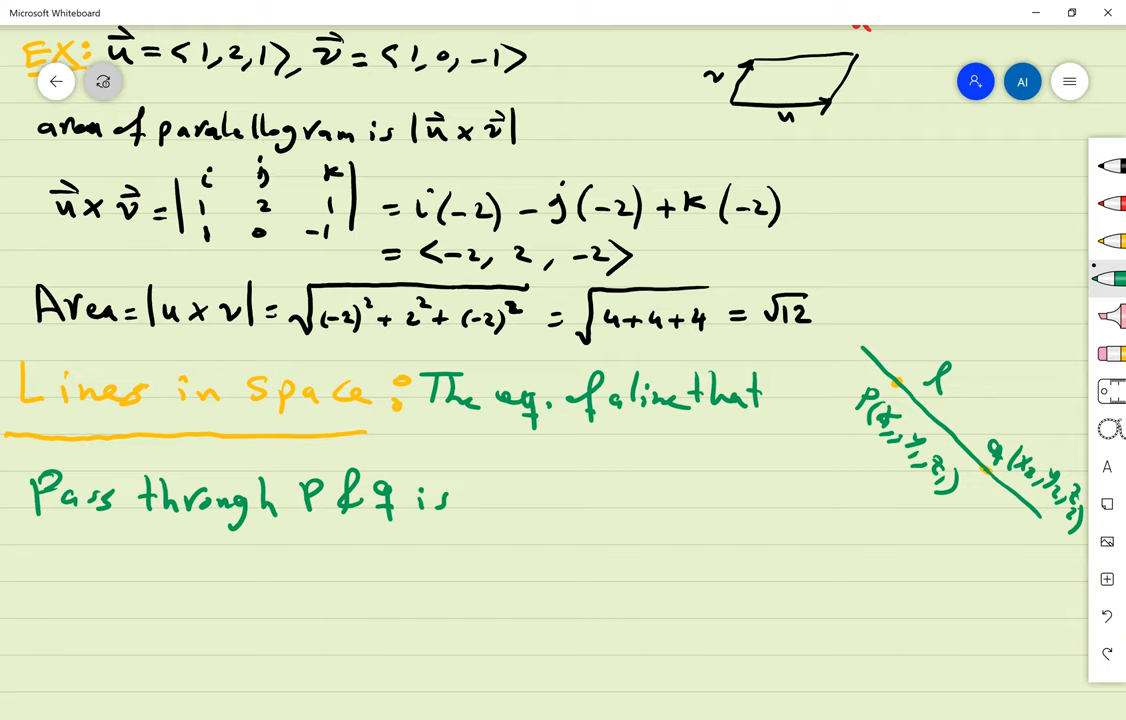 Microsoft Whiteboard
EX: u⃗ = <1, 2, 1>, v⃗ = <1, 0, -1>
v
u
AI
area of parallelogram is |u⃗ x v⃗|
u⃗ x v⃗ = | i j k | = i(-2) - j(-2) + k(-2)
1 2 1
1 0 -1
= <-2, 2, -2>
Area = |u x v| = √((-2)² + 2² + (-2)²) = √(4+4+4) = √12
Lines in space : The eq. of a line that
Pass through P & q is
l
P(x₁, y₁, z₁)
q(x₂, y₂, z₂)
A